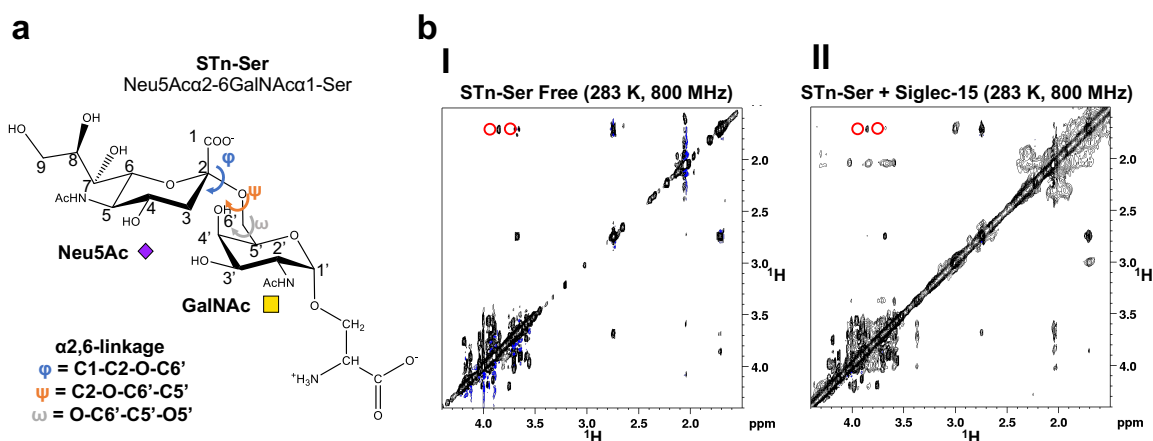 a
STn-Ser
Neu5Acα2-6GalNAcα1-Ser
HO
OH
OH
1
COO⁻
φ
9
8
7
6
O
2
O
ψ
AcHN
5
HO
4
3
OH
6'
ω
4'
5'
O
HO
3'
2'
1'
AcHN
O
CH₂
CH
C
O⁻
⁺H₃N
O
Neu5Ac
GalNAc
α2,6-linkage
φ = C1-C2-O-C6’
ψ = C2-O-C6’-C5’
ω = O-C6’-C5’-O5’
b
I
STn-Ser Free (283 K, 800 MHz)
2.0
2.5
3.0
¹H
3.5
4.0
4.0 3.5 3.0 2.5 2.0 ppm
¹H
II
STn-Ser + Siglec-15 (283 K, 800 MHz)
2.0
2.5
3.0
¹H
3.5
4.0
4.0 3.5 3.0 2.5 2.0 ppm
¹H